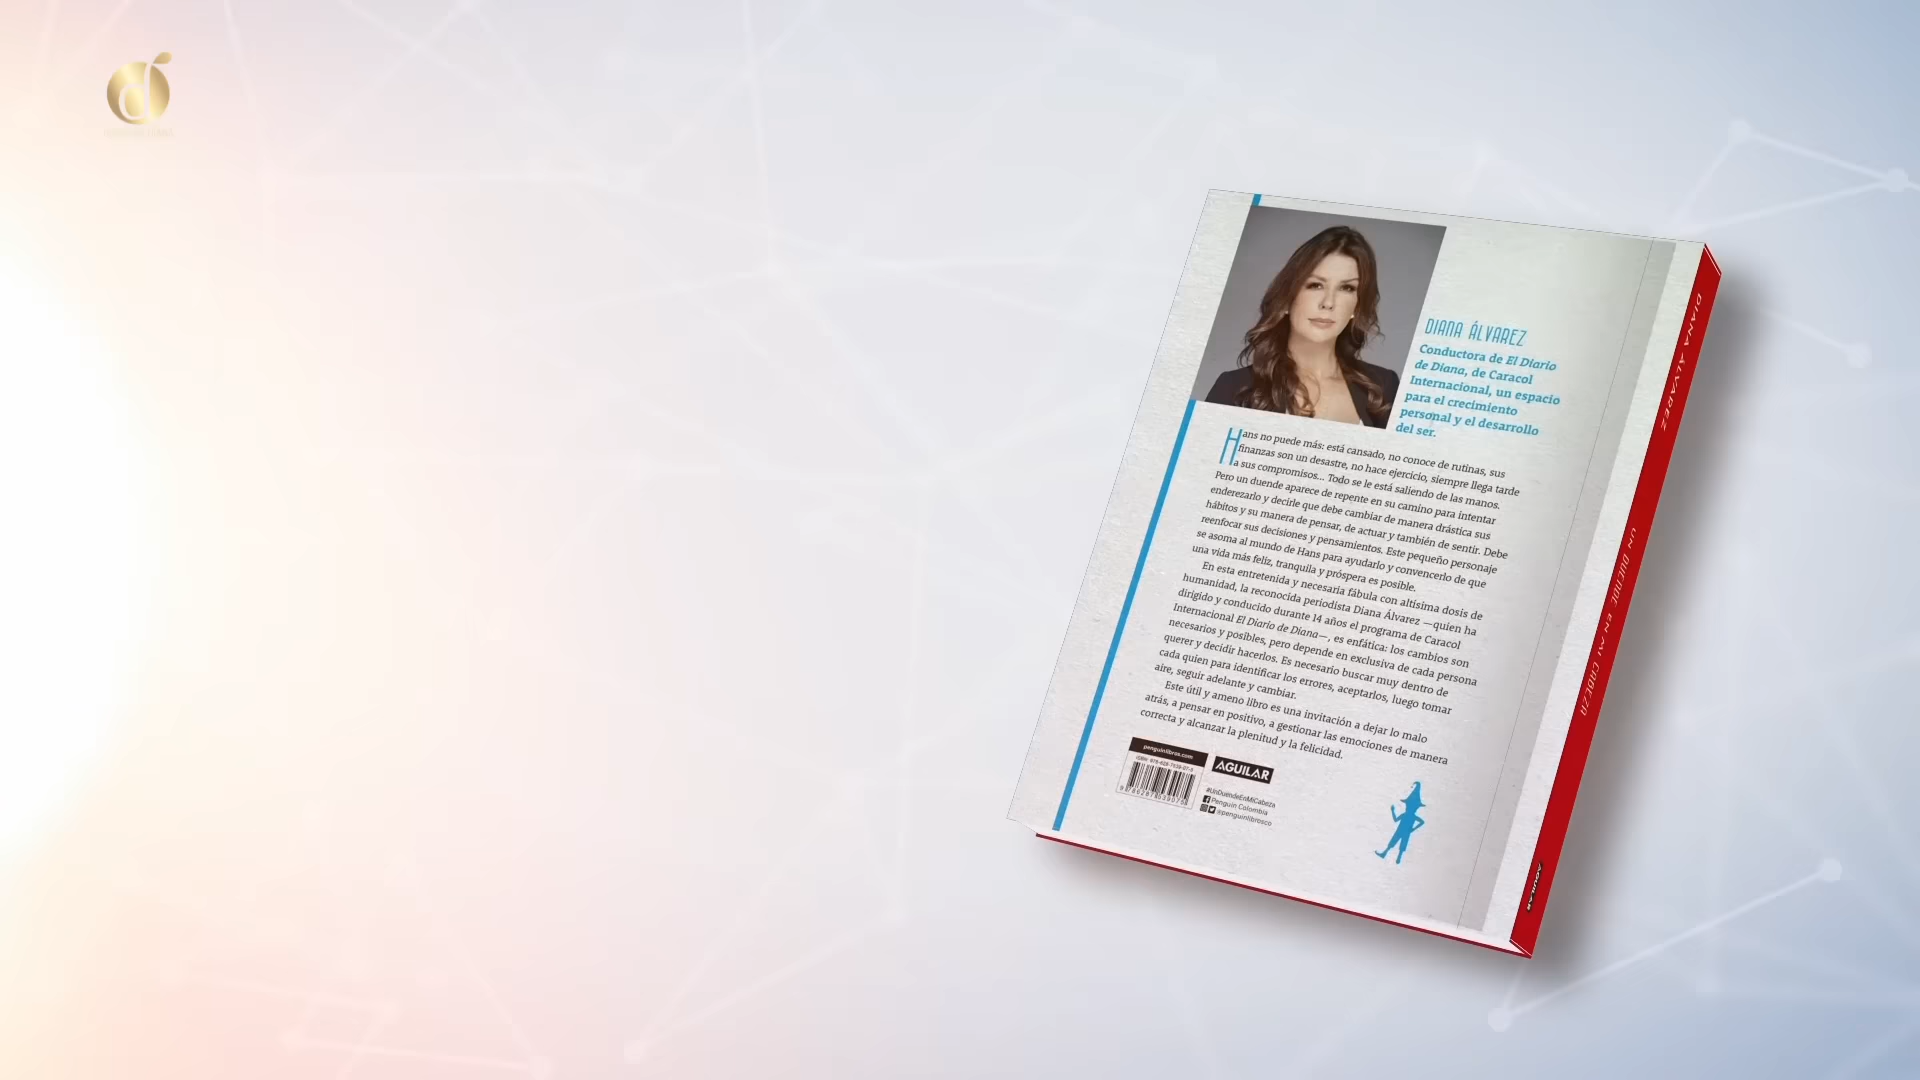 DIANA ÁLVAREZ
Conductora de El Diario
de Diana, de Caracol
Internacional, un espacio
para el crecimiento
personal y el desarrollo
del ser.
Hans no puede más: está cansado, no conoce de rutinas, sus
finanzas son un desastre, no hace ejercicio, siempre llega tarde
a sus compromisos... Todo se le está saliendo de las manos.
Pero un duende aparece de repente en su camino para intentar
enderezarlo y decirle que debe cambiar de manera drástica sus
hábitos y su manera de pensar, de actuar y también de sentir. Debe
reenfocar sus decisiones y pensamientos. Este pequeño personaje
se asoma al mundo de Hans para ayudarlo y convencerlo de que
una vida más feliz, tranquila y próspera es posible.
En esta entretenida y necesaria fábula con altísima dosis de
humanidad, la reconocida periodista Diana Álvarez —quien ha
dirigido y conducido durante 14 años el programa de Caracol
Internacional El Diario de Diana—, es enfática: los cambios son
necesarios y posibles, pero depende en exclusiva de cada persona
querer y decidir hacerlos. Es necesario buscar muy dentro de
cada quien para identificar los errores, aceptarlos, luego tomar
aire, seguir adelante y cambiar.
Este útil y ameno libro es una invitación a dejar lo malo
atrás, a pensar en positivo, a gestionar las emociones de manera
correcta y alcanzar la plenitud y la felicidad.
penguinlibros.com
AGUILAR
#UnDuendeEnMiCabeza
Penguin Colombia
@penguinlibrosco
DIANA ÁLVAREZ
UN DUENDE EN MI CABEZA
AGUILAR